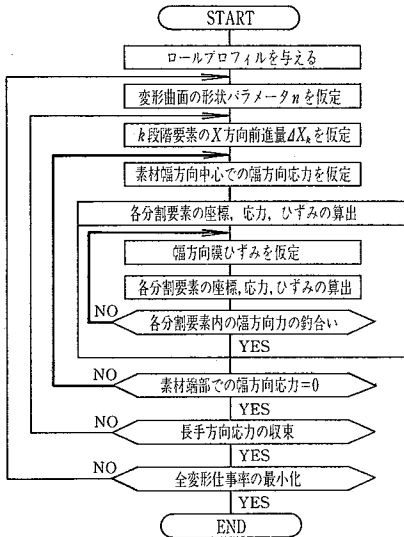 START
ロールプロフィルを与える
変形曲面の形状パラメータnを仮定
k段階要素のX方向前進量ΔXkを仮定
素材幅方向中心での幅方向応力を仮定
各分割要素の座標,応力,ひずみの算出
幅方向膜ひずみを仮定
各分割要素の座標,応力,ひずみの算出
NO
各分割要素内の幅方向力の釣合い
YES
NO
素材端部での幅方向応力=0
YES
NO
長手方向応力の収束
YES
NO
全変形仕事率の最小化
YES
END